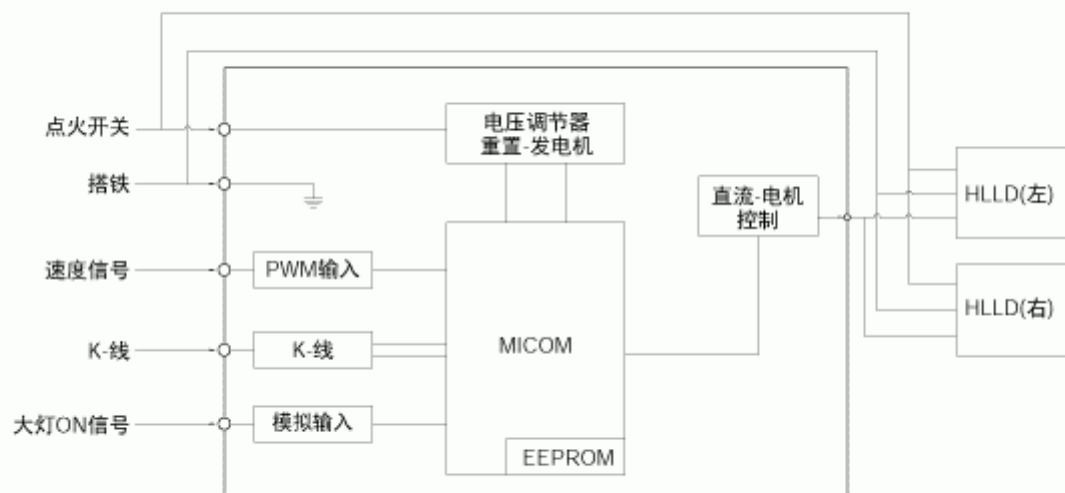 点火开关
电压调节器
重置-发电机
搭铁
直流-电机
控制
HLLD(左)
速度信号
PWM输入
HLLD(右)
K-线
K-线
MICOM
大灯ON信号
模拟输入
EEPROM